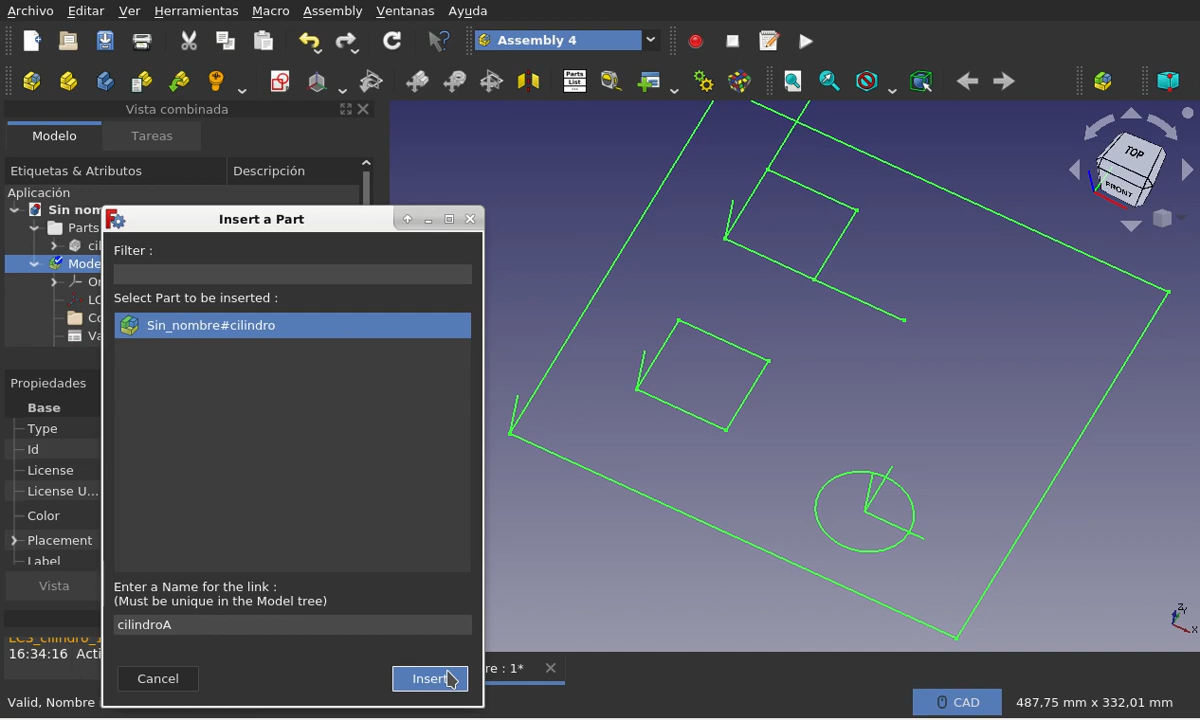 Archivo Editar Ver Herramientas Macro Assembly Ventanas Ayuda
Assembly 4
Parts List
Vista combinada
Modelo Tareas
Etiquetas & Atributos Descripción
Aplicación
Sin nom
Parts
cil
Mode
Or
LC
Co
Va
Propiedades
Base
Type
Id
License
License U...
Color
Placement
Label
Vista
LCS_cilindro_1
16:34:16 Acti
Valid, Nombre
Insert a Part
Filter :
Select Part to be inserted :
Sin_nombre#cilindro
Enter a Name for the link :
(Must be unique in the Model tree)
cilindroA
Cancel Insert
re : 1*
TOP
FRONT
Z
Y
X
CAD 487,75 mm x 332,01 mm